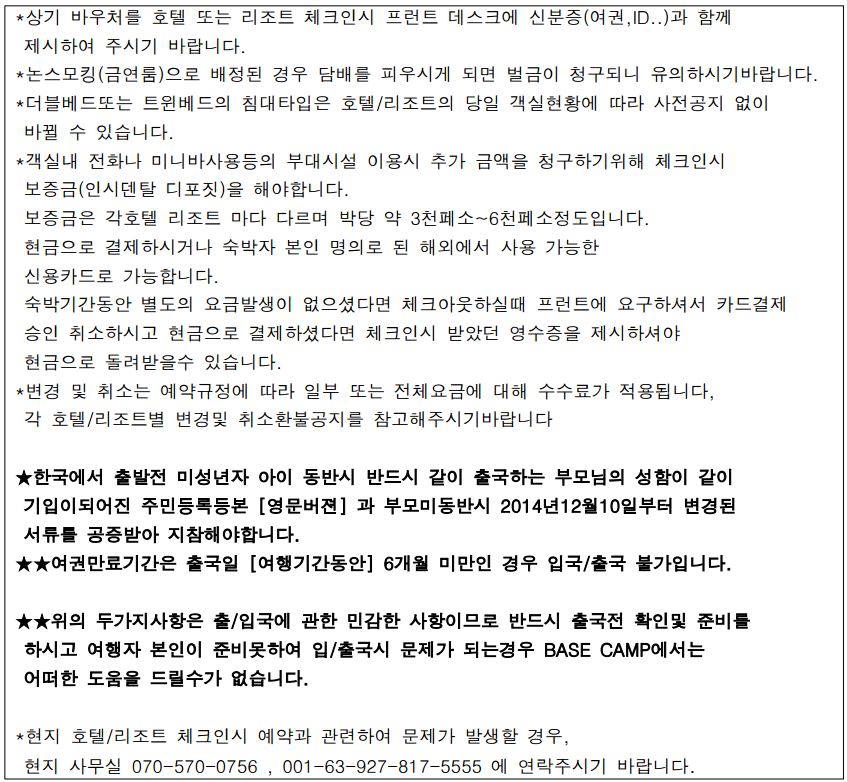 *상기 바우처를 호텔 또는 리조트 체크인시 프런트 데스크에 신분증(여권,ID..)과 함께
제시하여 주시기 바랍니다.
*논스모킹(금연룸)으로 배정된 경우 담배를 피우시게 되면 벌금이 청구되니 유의하시기바랍니다.
*더블베드또는 트윈베드의 침대타입은 호텔/리조트의 당일 객실현황에 따라 사전공지 없이
바뀔 수 있습니다.
*객실내 전화나 미니바사용등의 부대시설 이용시 추가 금액을 청구하기위해 체크인시
보증금(인시덴탈 디포짓)을 해야합니다.
보증금은 각호텔 리조트 마다 다르며 박당 약 3천페소~6천페소정도입니다.
현금으로 결제하시거나 숙박자 본인 명의로 된 해외에서 사용 가능한
신용카드로 가능합니다.
숙박기간동안 별도의 요금발생이 없으셨다면 체크아웃하실때 프런트에 요구하셔서 카드결제
승인 취소하시고 현금으로 결제하셨다면 체크인시 받았던 영수증을 제시하셔야
현금으로 돌려받을수 있습니다.
*변경 및 취소는 예약규정에 따라 일부 또는 전체요금에 대해 수수료가 적용됩니다,
각 호텔/리조트별 변경및 취소환불공지를 참고해주시기바랍니다
★한국에서 출발전 미성년자 아이 동반시 반드시 같이 출국하는 부모님의 성함이 같이
기입이되어진 주민등록등본 [영문버젼] 과 부모미동반시 2014년12월10일부터 변경된
서류를 공증받아 지참해야합니다.
★★여권만료기간은 출국일 [여행기간동안] 6개월 미만인 경우 입국/출국 불가입니다.
★★위의 두가지사항은 출/입국에 관한 민감한 사항이므로 반드시 출국전 확인및 준비를
하시고 여행자 본인이 준비못하여 입/출국시 문제가 되는경우 BASE CAMP에서는
어떠한 도움을 드릴수가 없습니다.
*현지 호텔/리조트 체크인시 예약과 관련하여 문제가 발생할 경우,
현지 사무실 070-570-0756 , 001-63-927-817-5555 에 연락주시기 바랍니다.